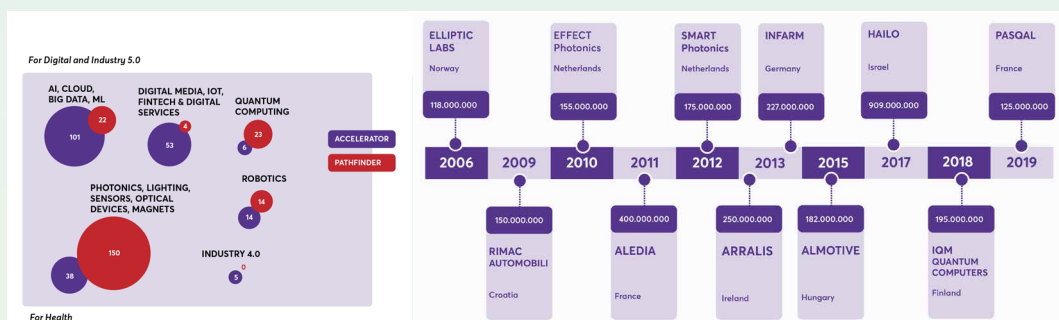 For Digital and Industry 5.0
AI, CLOUD,
BIG DATA, ML
22
101
DIGITAL MEDIA, IOT,
FINTECH & DIGITAL
SERVICES
4
53
QUANTUM
COMPUTING
23
6
ACCELERATOR
PATHFINDER
PHOTONICS, LIGHTING,
SENSORS, OPTICAL
DEVICES, MAGNETS
150
38
ROBOTICS
14
14
INDUSTRY 4.0
0
5
For Health
ELLIPTIC
LABS
Norway
118.000.000
EFFECT
Photonics
Netherlands
155.000.000
SMART
Photonics
Netherlands
175.000.000
INFARM
Germany
227.000.000
HAILO
Israel
909.000.000
PASQAL
France
125.000.000
2006
2009
2010
2011
2012
2013
2015
2017
2018
2019
150.000.000
RIMAC
AUTOMOBILI
Croatia
400.000.000
ALEDIA
France
250.000.000
ARRALIS
Ireland
182.000.000
ALMOTIVE
Hungary
195.000.000
IQM
QUANTUM
COMPUTERS
Finland